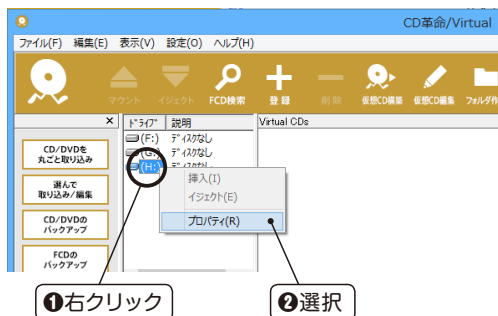 CD革命/Virtual
ファイル(F) 編集(E) 表示(V) 設定(O) ヘルプ(H)
マウント イジェクト FCD検索 登録 削除 仮想CD編集 仮想CD編集
× ドライブ 説明 Virtual CDs
(F:) ディスクなし
(G:) ディスクなし
(H:) ディスクなし
CD/DVDを
丸ごと取り込み
選んで
取り込み/編集
CD/DVDの
バックアップ
FCDの
バックアップ
挿入(I)
イジェクト(E)
プロパティ(R)
❶右クリック
❷選択